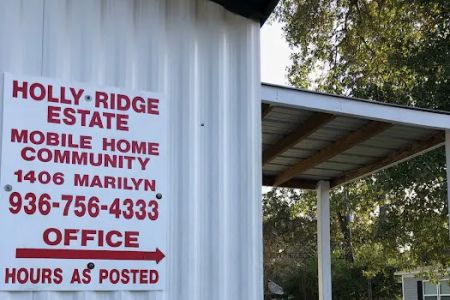 HOLLY RIDGE
ESTATE
MOBILE HOME
COMMUNITY
1406 MARILYN
936-756-4333
OFFICE
HOURS AS POSTED